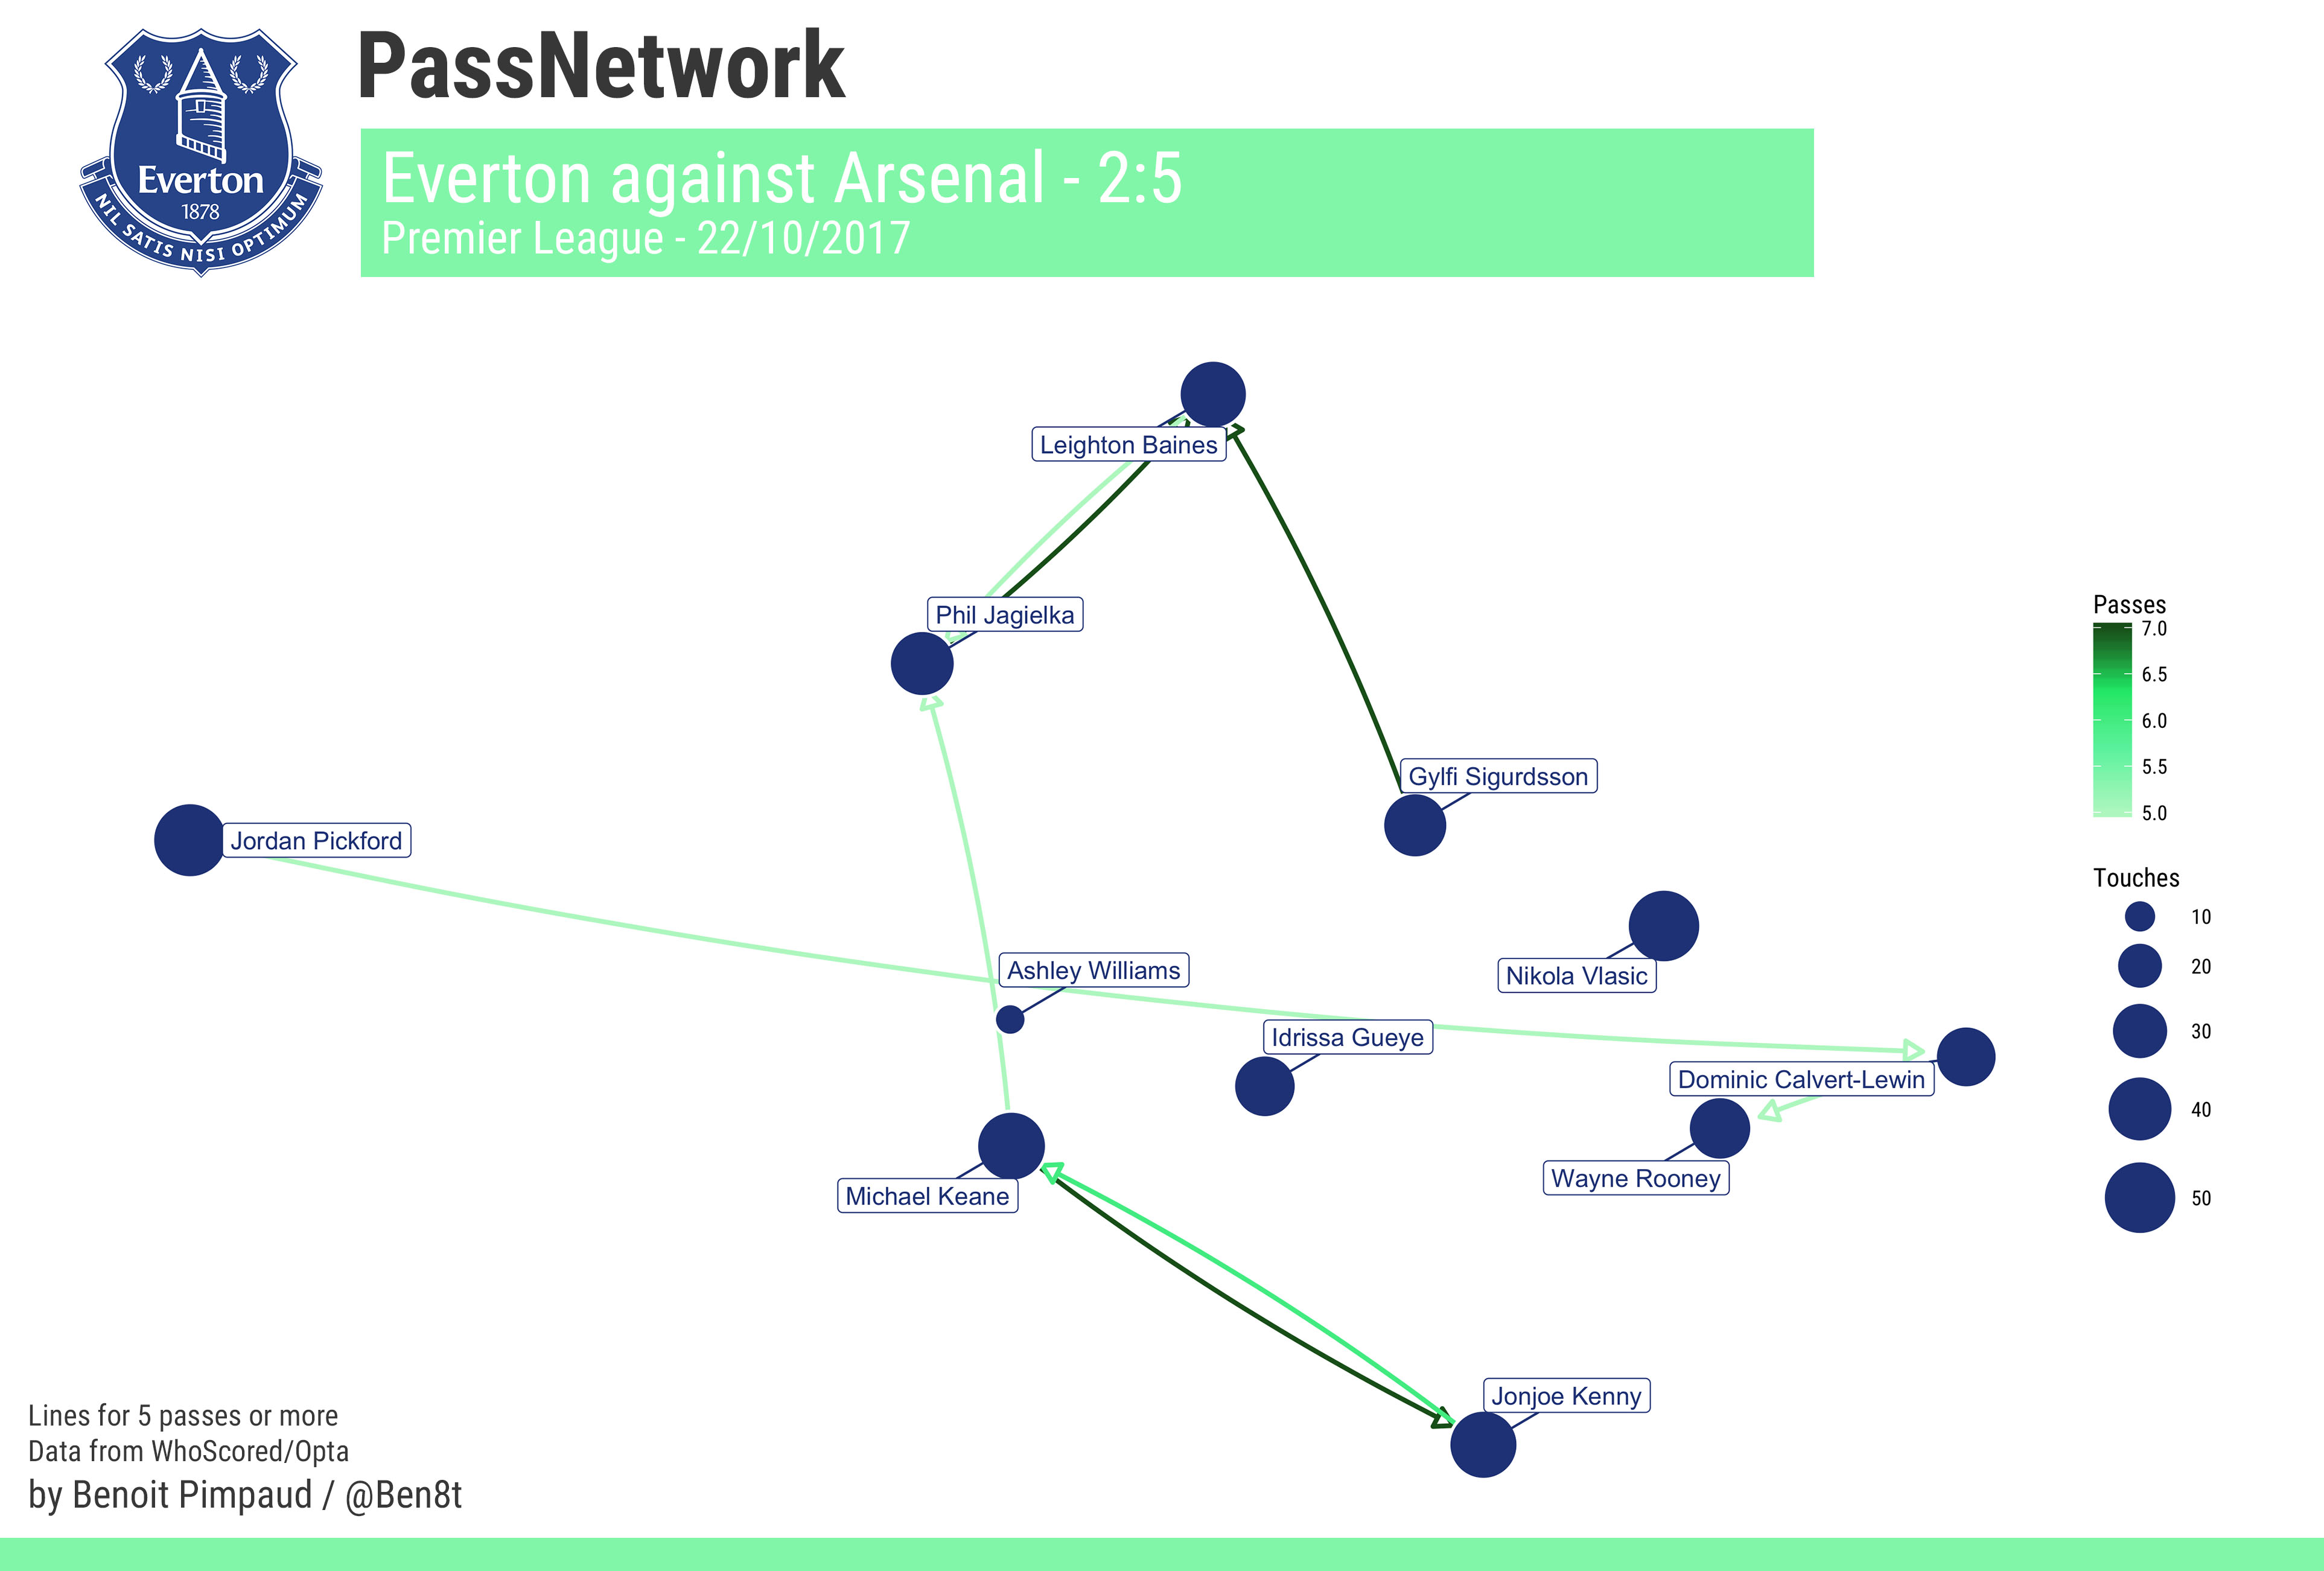 PassNetwork
Everton against Arsenal - 2:5
Premier League - 22/10/2017
Everton
1878
NIL SATIS NISI OPTIMUM
Leighton Baines
Phil Jagielka
Gylfi Sigurdsson
Jordan Pickford
Ashley Williams
Nikola Vlasic
Idrissa Gueye
Dominic Calvert-Lewin
Wayne Rooney
Michael Keane
Jonjoe Kenny
Passes
7.0
6.5
6.0
5.5
5.0
Touches
10
20
30
40
50
Lines for 5 passes or more
Data from WhoScored/Opta
by Benoit Pimpaud / @Ben8t